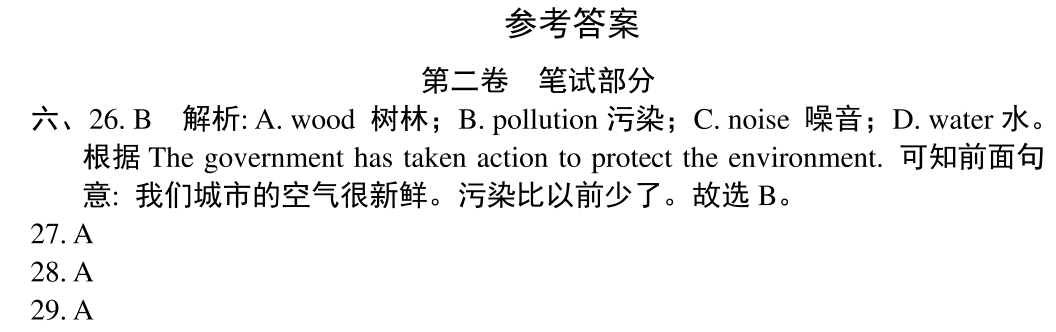 参考答案
第二卷 笔试部分
六、26. B 解析: A. wood 树林；B. pollution 污染；C. noise 噪音；D. water 水。
根据 The government has taken action to protect the environment. 可知前面句
意: 我们城市的空气很新鲜。污染比以前少了。故选 B。
27. A
28. A
29. A